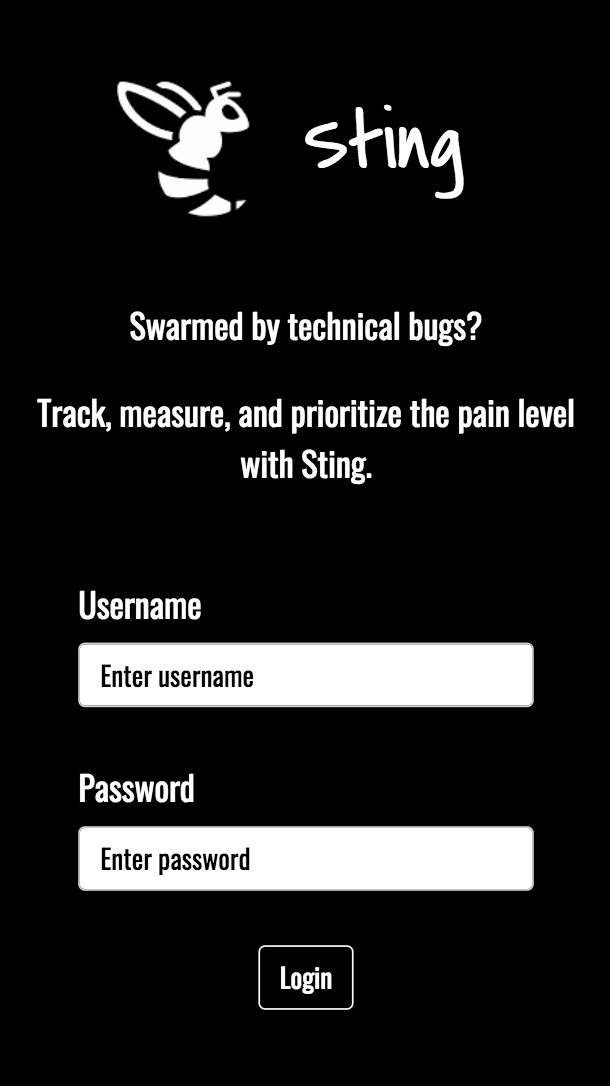 sting
Swarmed by technical bugs?
Track, measure, and prioritize the pain level
with Sting.
Username
Enter username
Password
Enter password
Login